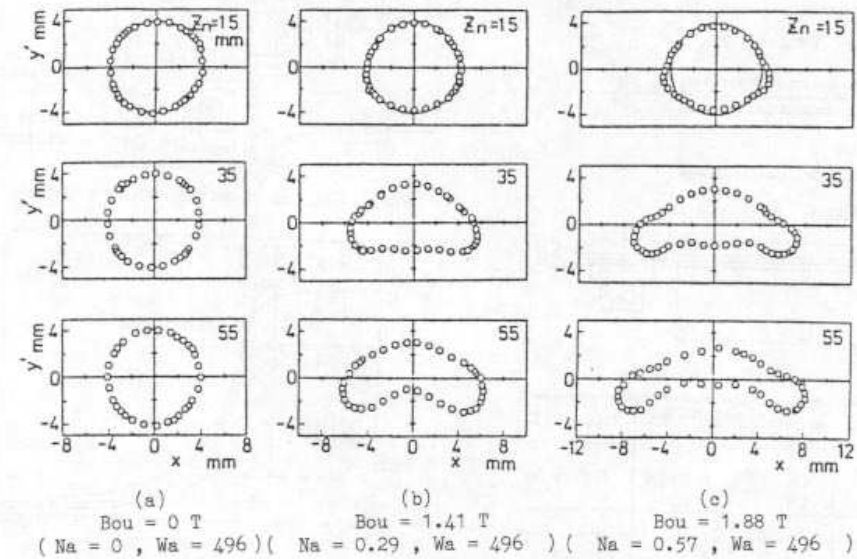 y' mm
4
0
-4
Zn=15
mm
Zn=15
Zn=15
y' mm
4
0
-4
35
35
35
y' mm
4
0
-4
55
55
55
-8 -4 0 4 8
-8 -4 0 4 8
-12 -8 -4 0 4 8 12
x mm
x mm
x mm
4
0
-4
4
0
-4
4
0
-4
4
0
-4
4
0
-4
4
0
-4
(a)
(b)
(c)
Bou = 0 T
Bou = 1.41 T
Bou = 1.88 T
( Na = 0 , Wa = 496 )( Na = 0.29 , Wa = 496 )( Na = 0.57 , Wa = 496 )